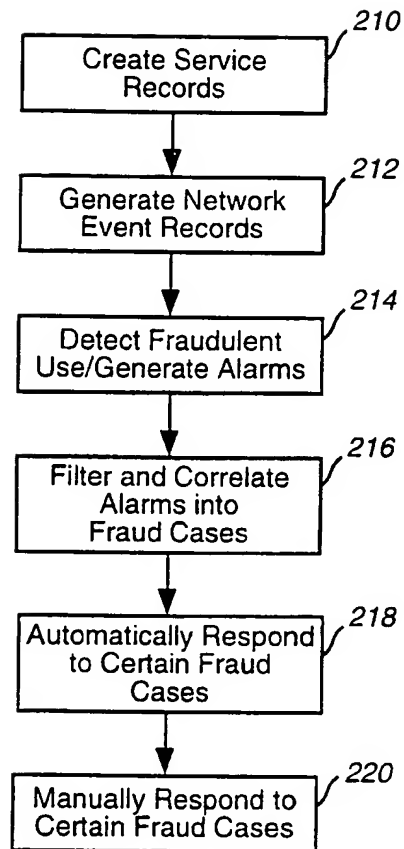 210
Create Service
Records
212
Generate Network
Event Records
214
Detect Fraudulent
Use/Generate Alarms
216
Filter and Correlate
Alarms into
Fraud Cases
218
Automatically Respond
to Certain Fraud
Cases
220
Manually Respond to
Certain Fraud Cases